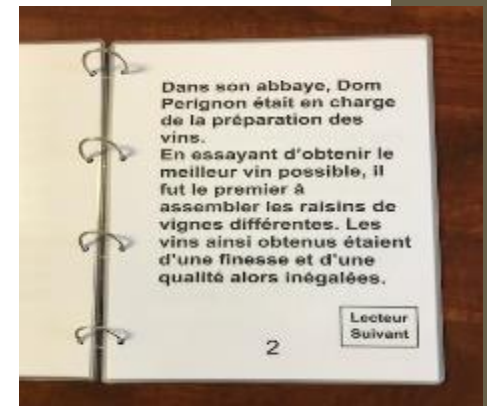 Dans son abbaye, Dom
Perignon était en charge
de la préparation des
vins.
En essayant d'obtenir le
meilleur vin possible, il
fut le premier à
assembler les raisins de
vignes différentes. Les
vins ainsi obtenus étaient
d'une finesse et d'une
qualité alors inégalées.
Lecteur
Suivant
2